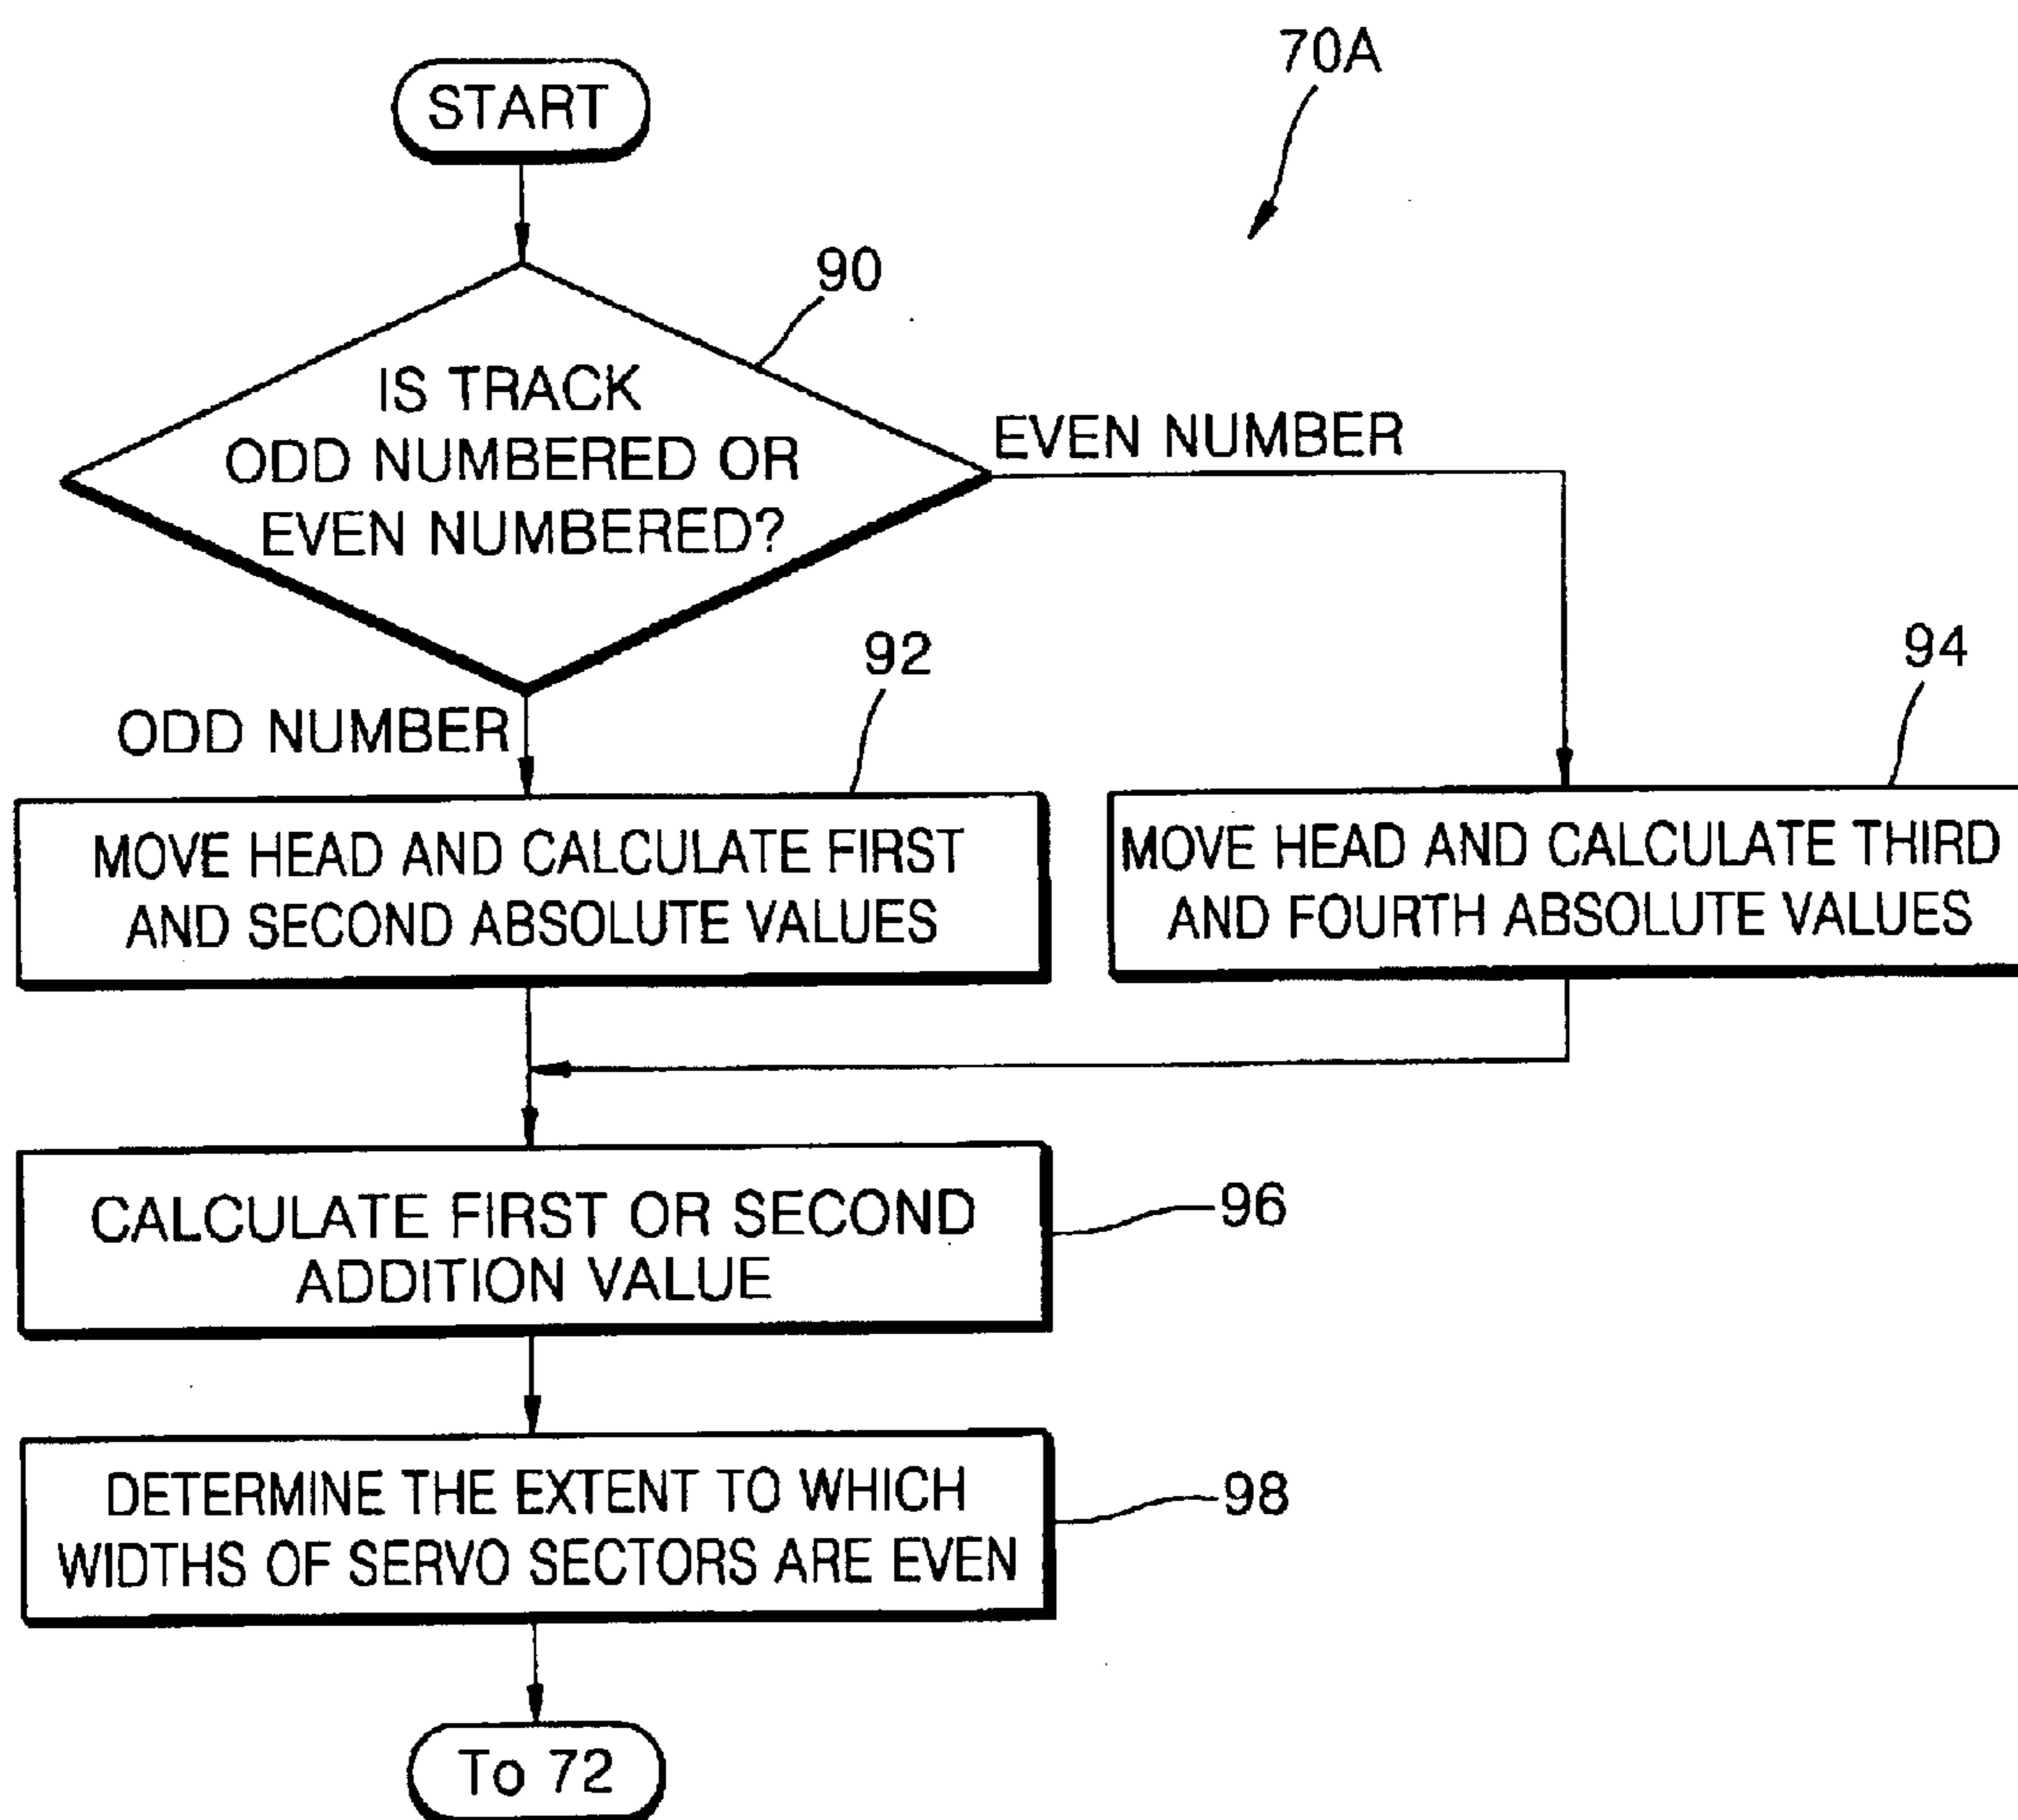 70A
START
90
IS TRACK
ODD NUMBERED OR
EVEN NUMBERED?
EVEN NUMBER
92
94
ODD NUMBER
MOVE HEAD AND CALCULATE FIRST
AND SECOND ABSOLUTE VALUES
MOVE HEAD AND CALCULATE THIRD
AND FOURTH ABSOLUTE VALUES
CALCULATE FIRST OR SECOND
ADDITION VALUE
96
DETERMINE THE EXTENT TO WHICH
WIDTHS OF SERVO SECTORS ARE EVEN
98
To 72